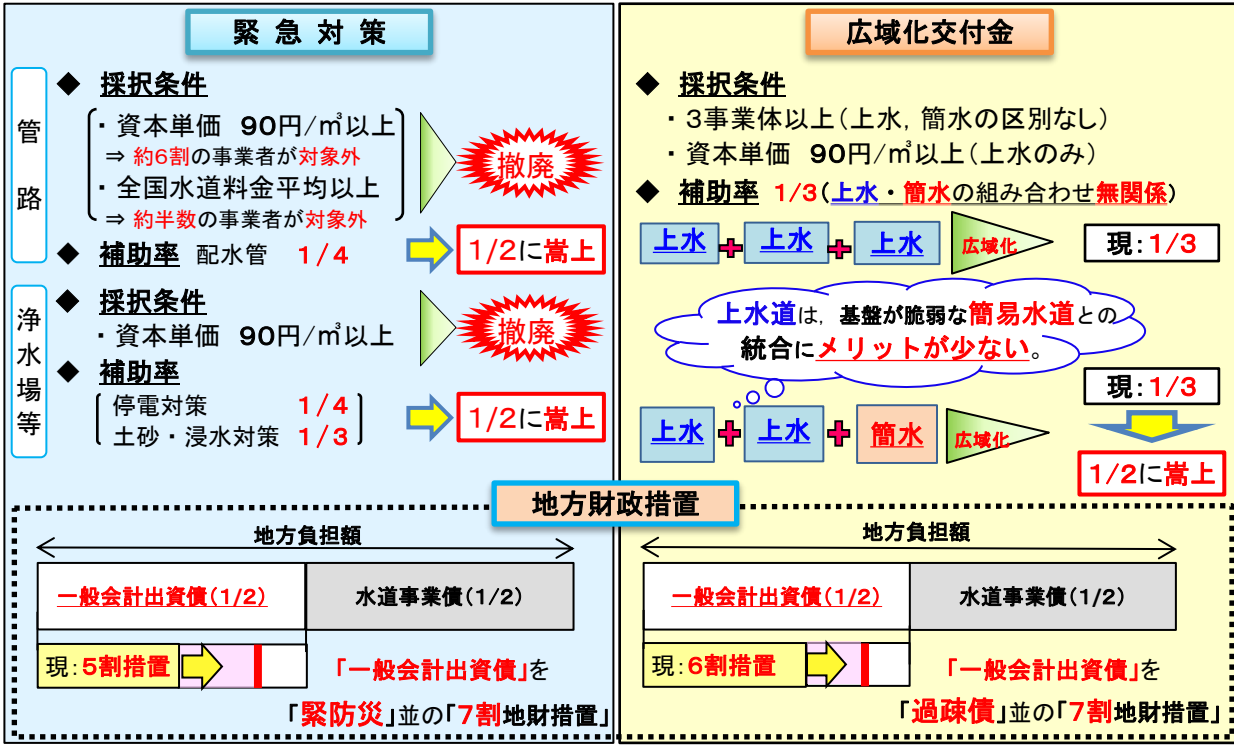 緊急対策
管路
◆ 採択条件
・資本単価 90円/㎥以上
⇒ 約6割の事業者が対象外
・全国水道料金平均以上
⇒ 約半数の事業者が対象外
撤廃
◆ 補助率 配水管 1/4
1/2に嵩上
浄水場等
◆ 採択条件
・資本単価 90円/㎥以上
撤廃
◆ 補助率
停電対策 1/4
土砂・浸水対策 1/3
1/2に嵩上
広域化交付金
◆ 採択条件
・3事業体以上(上水, 簡水の区別なし)
・資本単価 90円/㎥以上(上水のみ)
◆ 補助率 1/3(上水・簡水の組み合わせ無関係)
上水+上水+上水 広域化 現:1/3
上水道は, 基盤が脆弱な簡易水道との
統合にメリットが少ない。
現:1/3
上水+上水+簡水 広域化
1/2に嵩上
地方財政措置
地方負担額
一般会計出資債(1/2) 水道事業債(1/2)
現:5割措置
「一般会計出資債」を
「緊防災」並の「7割地財措置」
地方負担額
一般会計出資債(1/2) 水道事業債(1/2)
現:6割措置
「一般会計出資債」を
「過疎債」並の「7割地財措置」